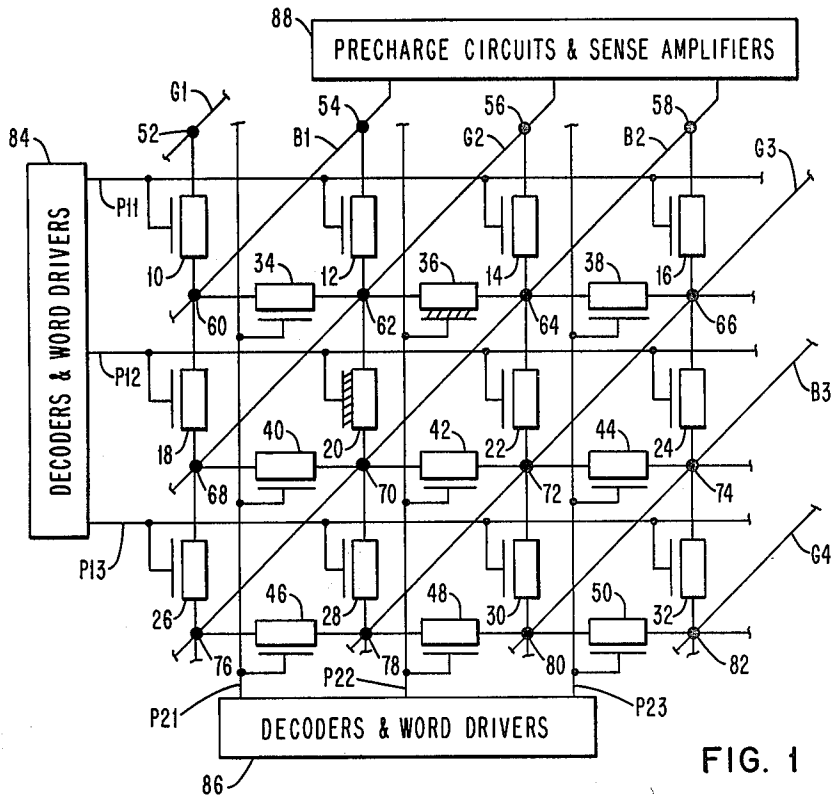 88
PRECHARGE CIRCUITS & SENSE AMPLIFIERS
G1
52
54
56
58
84
B1
G2
B2
G3
DECODERS & WORD DRIVERS
P11
10
34
12
36
14
38
16
60
62
64
66
P12
B3
18
40
20
42
22
44
24
68
70
72
74
P13
G4
26
46
28
48
30
50
32
76
78
80
82
P21
P22
P23
DECODERS & WORD DRIVERS
86
FIG. 1